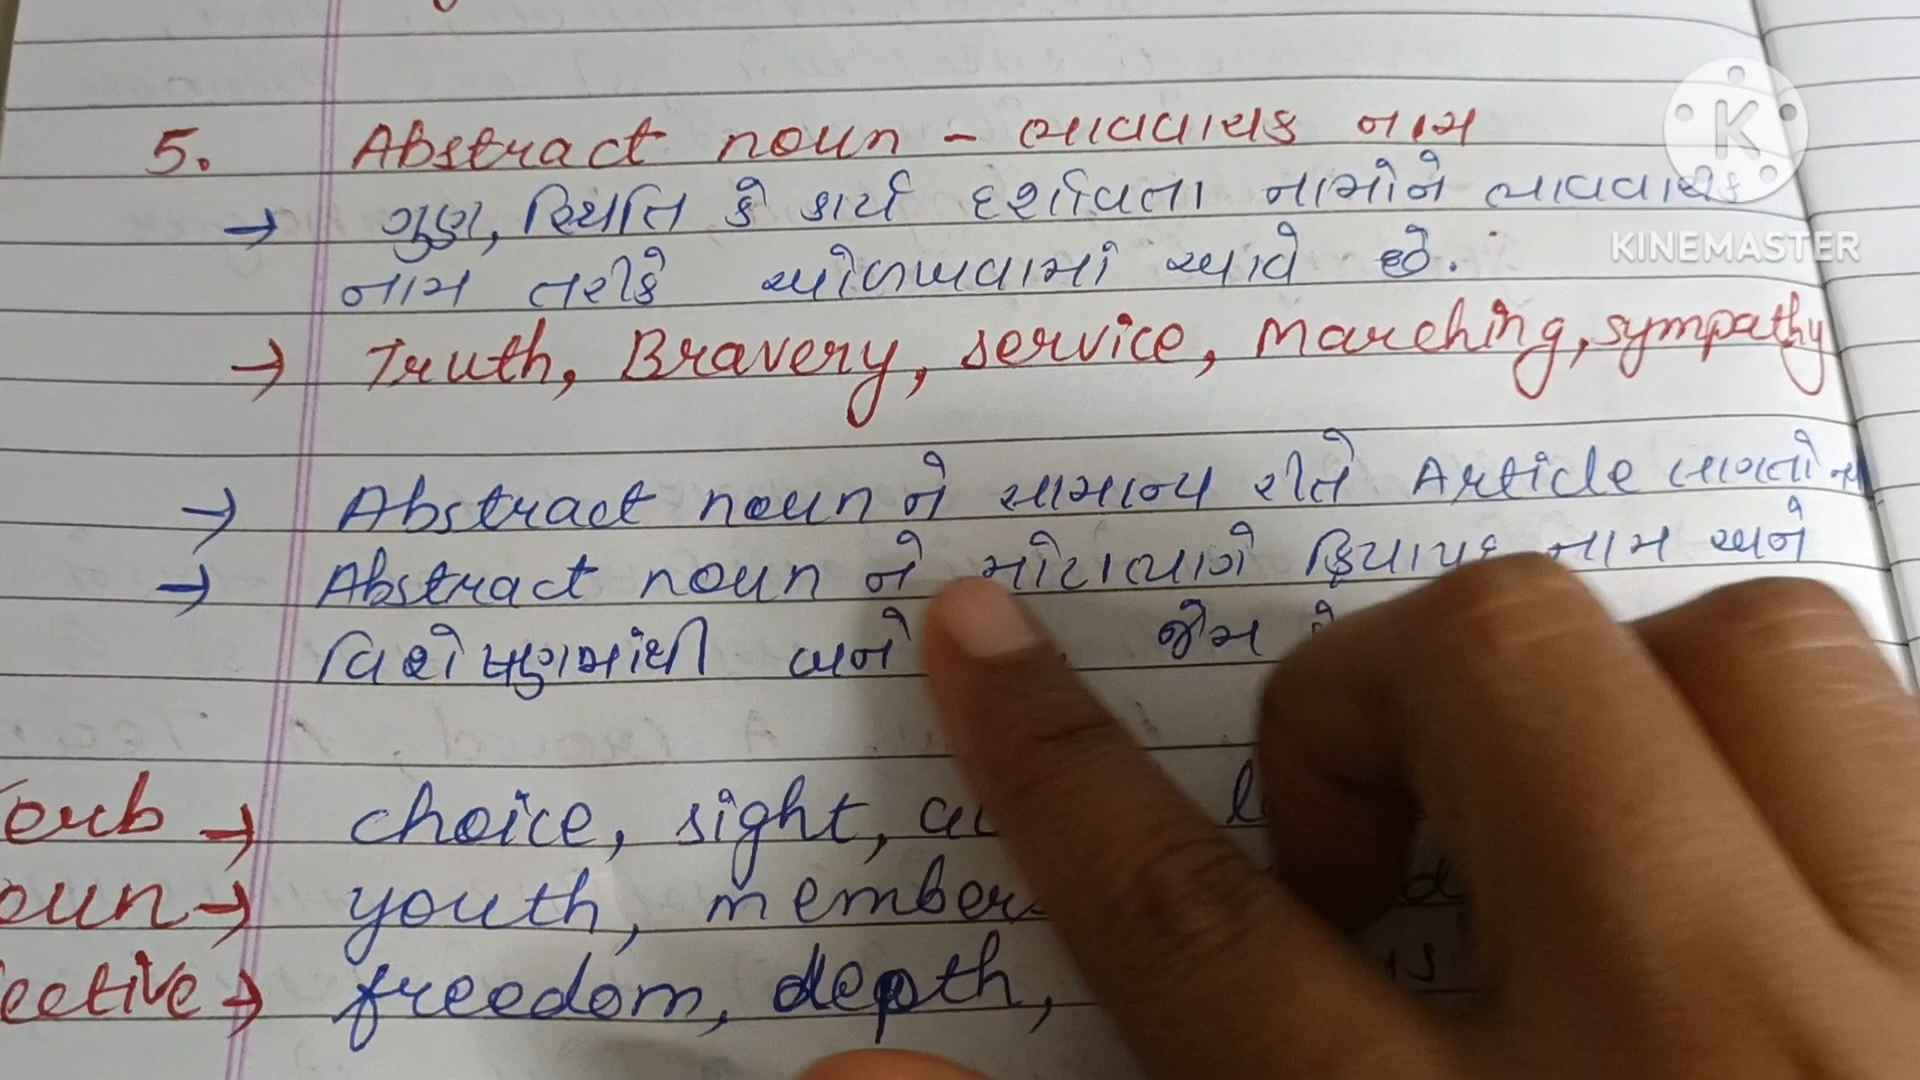 5. Abstract noun - ભાવવાચક નામ
→ ગુણ, સ્થિતિ કે કાર્ય દર્શાવતા નામોને ભાવવાચક
નામ તરીકે ઓળખવામાં આવે છે.
→ Truth, Bravery, service, Marching, sympathy
→ Abstract noun ને સામાન્ય રીતે Article લાગતો
→ Abstract noun ને મોટાભાગે ક્રિયાપદ નામ અને
વિશેષણમાંથી બને જેમ
erb → choice, sight,
oun → youth,
ective → freedom, depth,
K
KINEMASTER